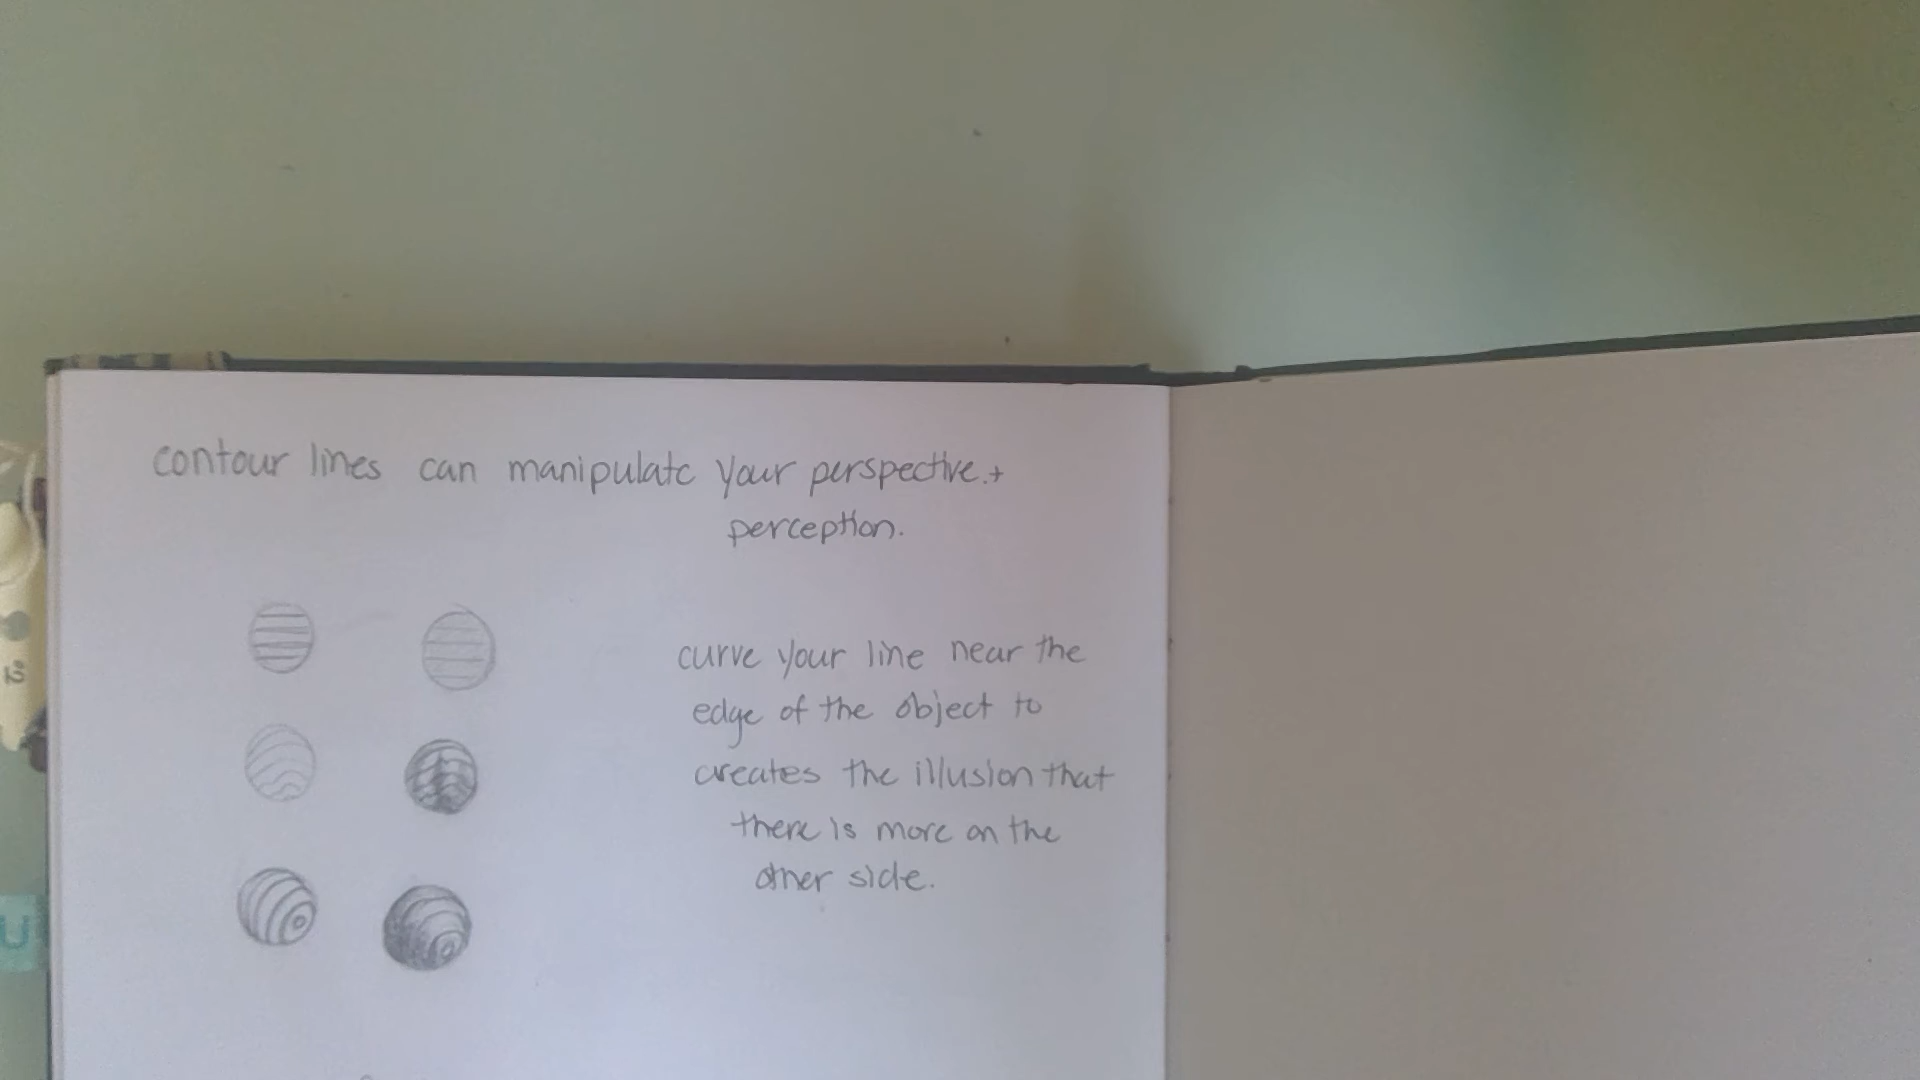 contour lines can manipulate your perspective.+
perception.
curve your line near the
edge of the object to
creates the illusion that
there is more on the
other side.